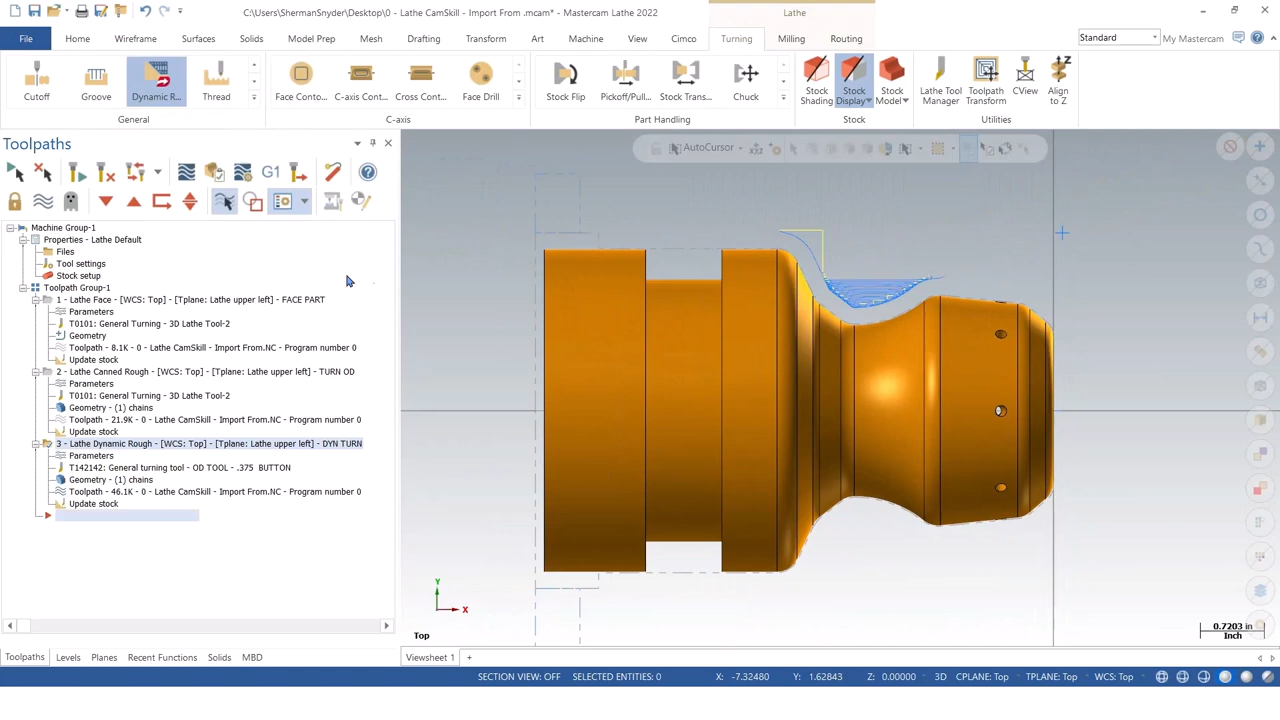 C:\Users\ShermanSnyder\Desktop\0 - Lathe CamSkill - Import From .mcam* - Mastercam Lathe 2022
Lathe
File Home Wireframe Surfaces Solids Model Prep Mesh Drafting Transform Art Machine View Cimco Turning Milling Routing
Standard My Mastercam
Cutoff Groove Dynamic R... Thread
General
Face Conto... C-axis Cont... Cross Cont... Face Drill
C-axis
Stock Flip Pickoff/Pull... Stock Trans... Chuck
Part Handling
Stock Shading Stock Display Stock Model
Stock
Lathe Tool Manager Toolpath Transform CView Align to Z
Utilities
Toolpaths
G1
AutoCursor
Machine Group-1
Properties - Lathe Default
Files
Tool settings
Stock setup
Toolpath Group-1
1 - Lathe Face - [WCS: Top] - [Tplane: Lathe upper left] - FACE PART
Parameters
T0101: General Turning - 3D Lathe Tool-2
Geometry
Toolpath - 8.1K - 0 - Lathe CamSkill - Import From.NC - Program number 0
Update stock
2 - Lathe Canned Rough - [WCS: Top] - [Tplane: Lathe upper left] - TURN OD
Parameters
T0101: General Turning - 3D Lathe Tool-2
Geometry - (1) chains
Toolpath - 21.9K - 0 - Lathe CamSkill - Import From.NC - Program number 0
Update stock
3 - Lathe Dynamic Rough - [WCS: Top] - [Tplane: Lathe upper left] - DYN TURN
Parameters
T142142: General turning tool - OD TOOL - .375 BUTTON
Geometry - (1) chains
Toolpath - 46.1K - 0 - Lathe CamSkill - Import From.NC - Program number 0
Update stock
Y
X
Top
0.7203 in
Inch
Toolpaths Levels Planes Recent Functions Solids MBD
Viewsheet 1 +
SECTION VIEW: OFF SELECTED ENTITIES: 0 X: -7.32480 Y: 1.62843 Z: 0.00000 3D CPLANE: Top TPLANE: Top WCS: Top